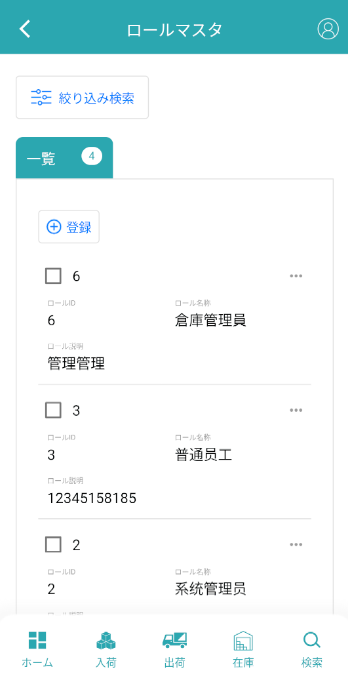 ロールマスタ
絞り込み検索
一覧 4
登録
6
ロールID ロール名称
6 倉庫管理員
ロール説明
管理管理
3
ロールID ロール名称
3 普通员工
ロール説明
12345158185
2
ロールID ロール名称
2 系统管理员
ホーム 入荷 出荷 在庫 検索